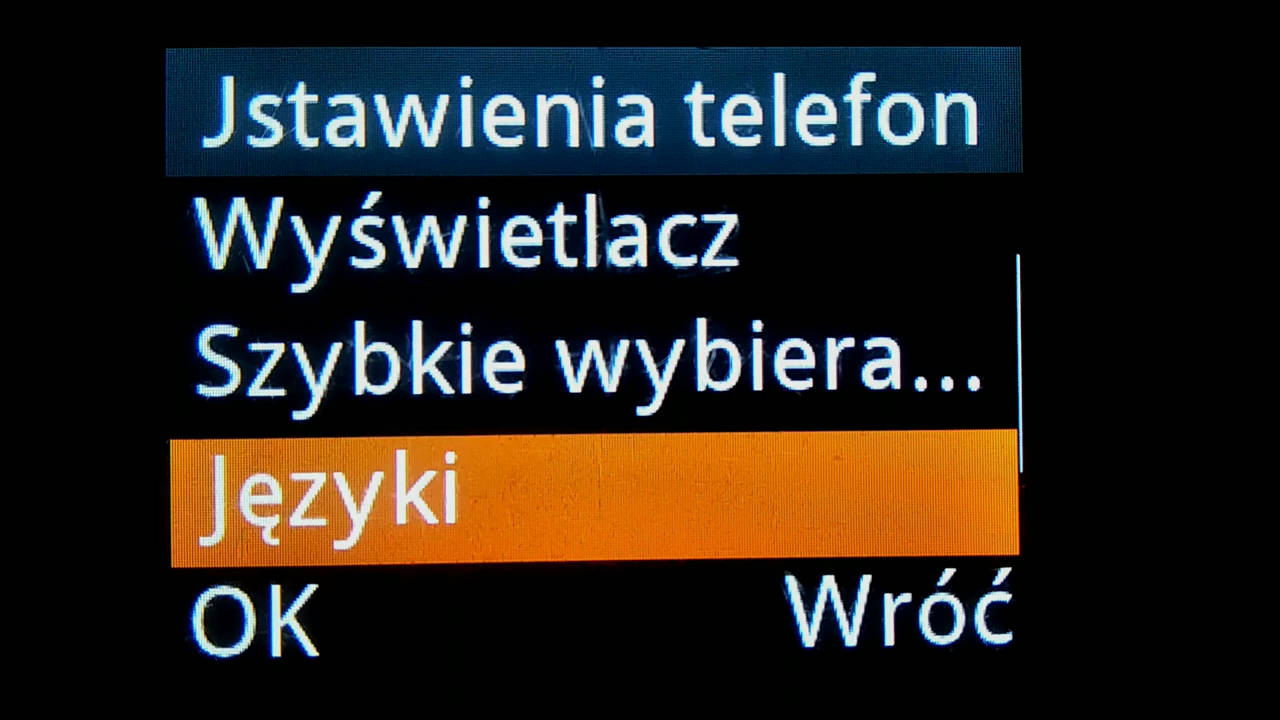 Jstawienia telefon
Wyświetlacz
Szybkie wybiera...
Języki
OK Wróć